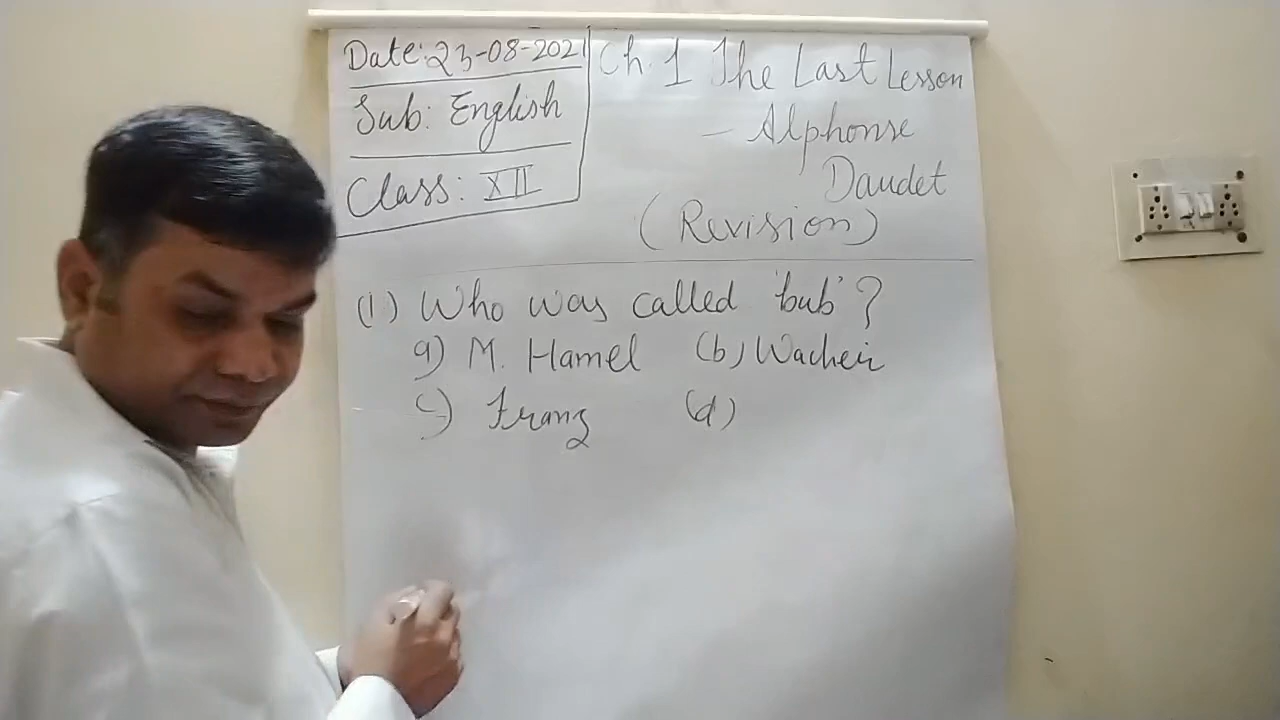 Date: 23-08-2021
Sub: English
Class: XII
Ch. 1 The Last Lesson
- Alphonse
Daudet
(Revision)
(1) Who was called 'bub'?
a) M. Hamel (b) Wacheir
c) Franz (d)